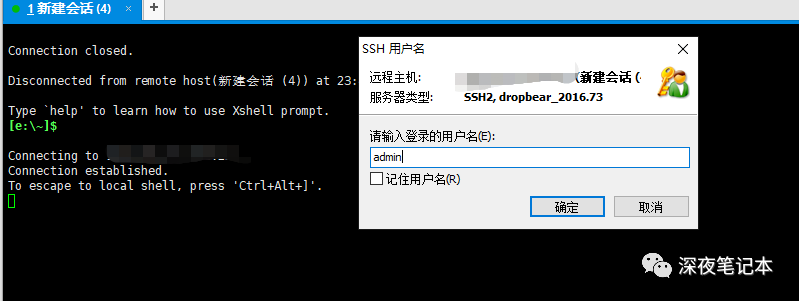 1 新建会话 (4)
Connection closed.
Disconnected from remote host(新建会话 (4)) at 23:
Type `help' to learn how to use Xshell prompt.
[e:\~]$
Connecting to
Connection established.
To escape to local shell, press 'Ctrl+Alt+]'.
SSH 用户名
远程主机: (新建会话 (
服务器类型: SSH2, dropbear_2016.73
请输入登录的用户名(E):
admin
记住用户名(R)
确定 取消
深夜笔记本